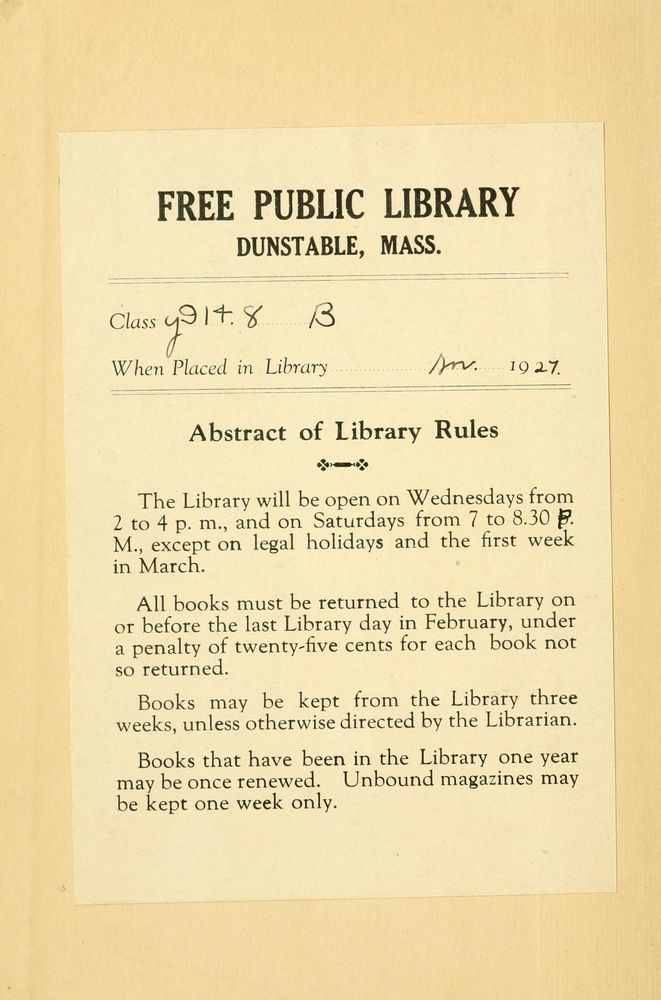 FREE PUBLIC LIBRARY
DUNSTABLE, MASS.
Class y914.8 B
When Placed in Library Nov. 1927.
Abstract of Library Rules
The Library will be open on Wednesdays from
2 to 4 p. m., and on Saturdays from 7 to 8.30 P.
M., except on legal holidays and the first week
in March.
All books must be returned to the Library on
or before the last Library day in February, under
a penalty of twenty-five cents for each book not
so returned.
Books may be kept from the Library three
weeks, unless otherwise directed by the Librarian.
Books that have been in the Library one year
may be once renewed. Unbound magazines may
be kept one week only.